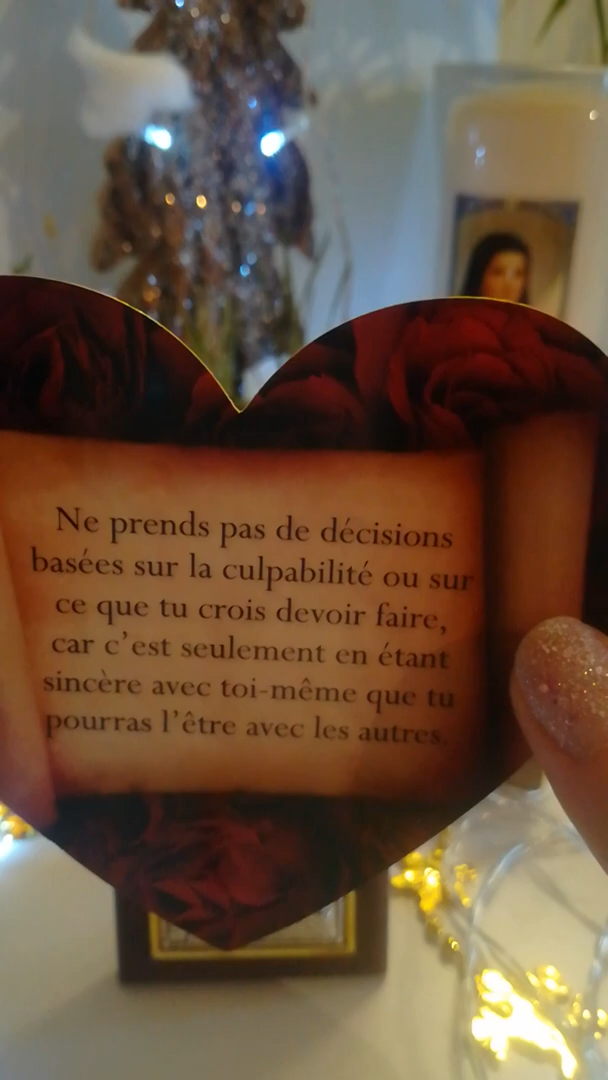 Ne prends pas de décisions
basées sur la culpabilité ou sur
ce que tu crois devoir faire,
car c'est seulement en étant
sincère avec toi-même que tu
pourras l'être avec les autres.